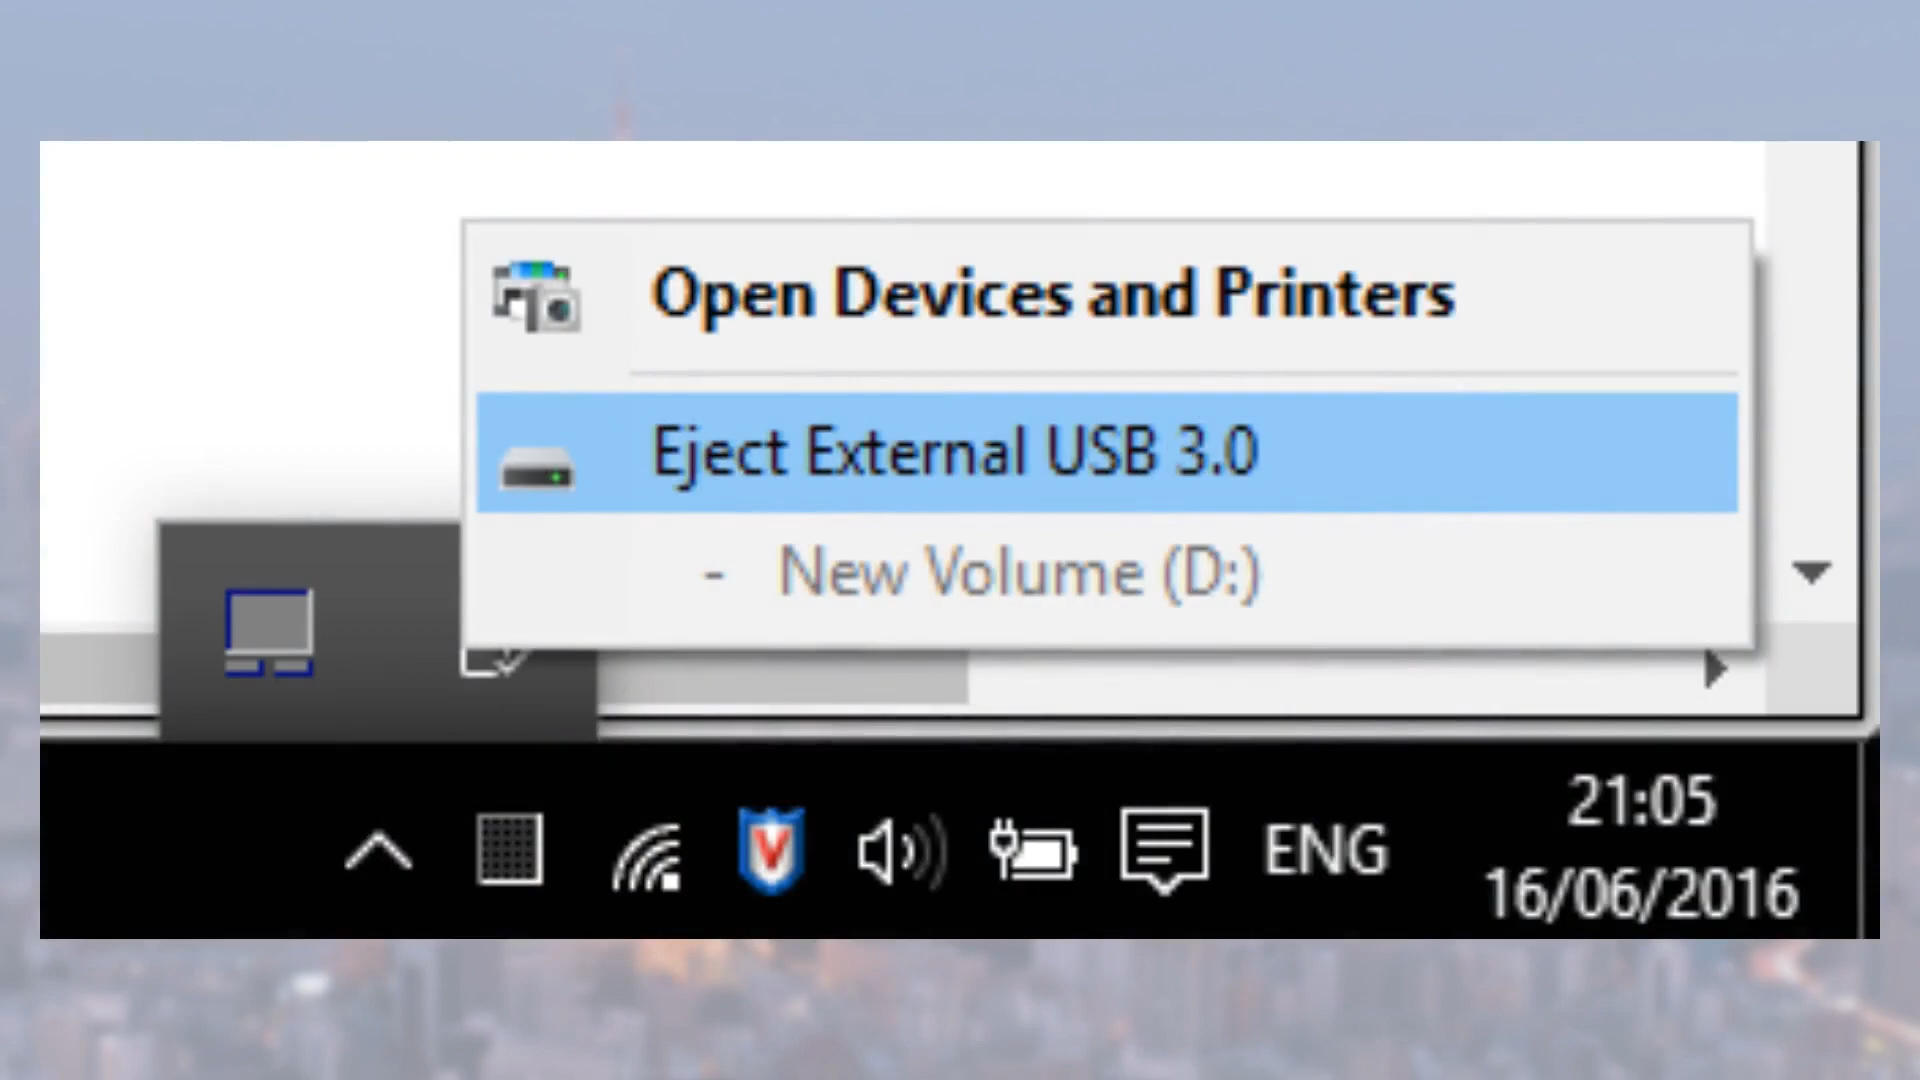 Open Devices and Printers
Eject External USB 3.0
- New Volume (D:)
V
ENG
21:05
16/06/2016